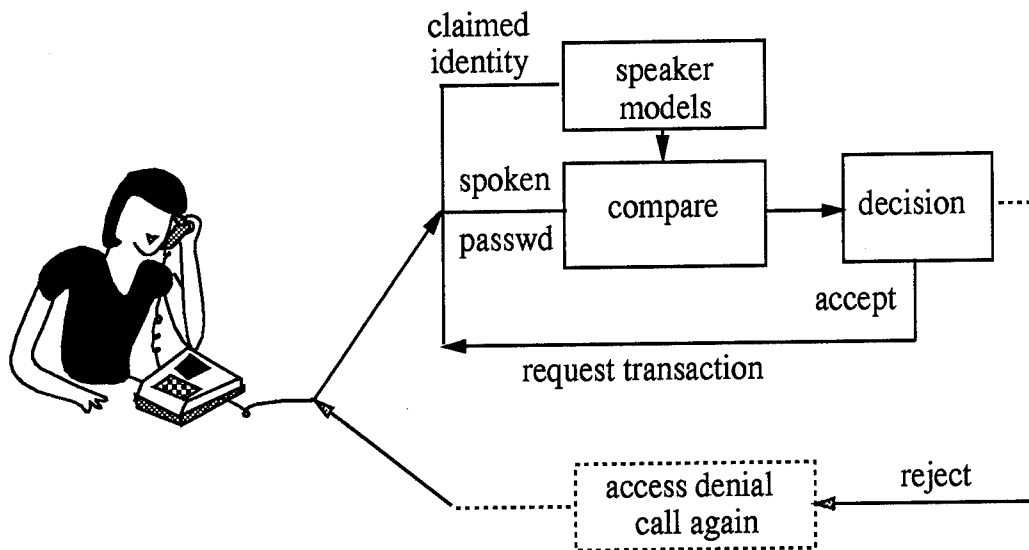 claimed
identity
speaker
models
spoken
passwd
compare
decision
accept
request transaction
reject
access denial
call again